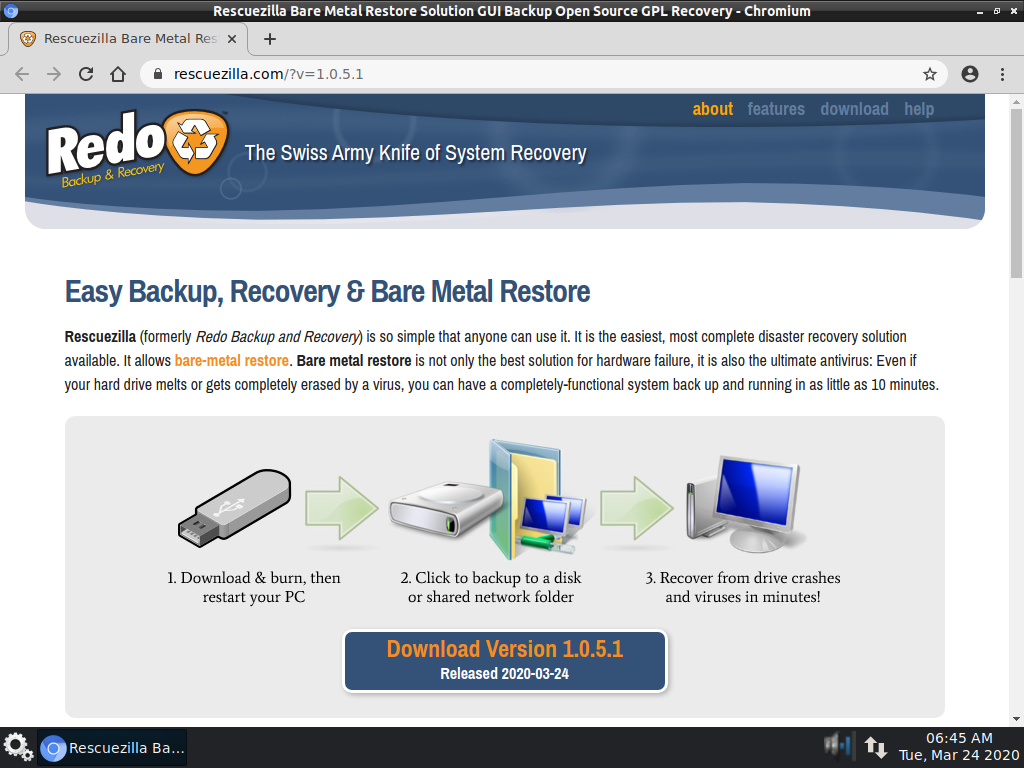 Rescuezilla Bare Metal Restore Solution GUI Backup Open Source GPL Recovery - Chromium
Rescuezilla Bare Metal Res
rescuezilla.com/?v=1.0.5.1
about features download help
Redo
Backup & Recovery
The Swiss Army Knife of System Recovery
Easy Backup, Recovery & Bare Metal Restore
Rescuezilla (formerly Redo Backup and Recovery) is so simple that anyone can use it. It is the easiest, most complete disaster recovery solution
available. It allows bare-metal restore. Bare metal restore is not only the best solution for hardware failure, it is also the ultimate antivirus: Even if
your hard drive melts or gets completely erased by a virus, you can have a completely-functional system back up and running in as little as 10 minutes.
1. Download & burn, then
restart your PC
2. Click to backup to a disk
or shared network folder
3. Recover from drive crashes
and viruses in minutes!
Download Version 1.0.5.1
Released 2020-03-24
Rescuezilla Ba...
06:45 AM
Tue, Mar 24 2020